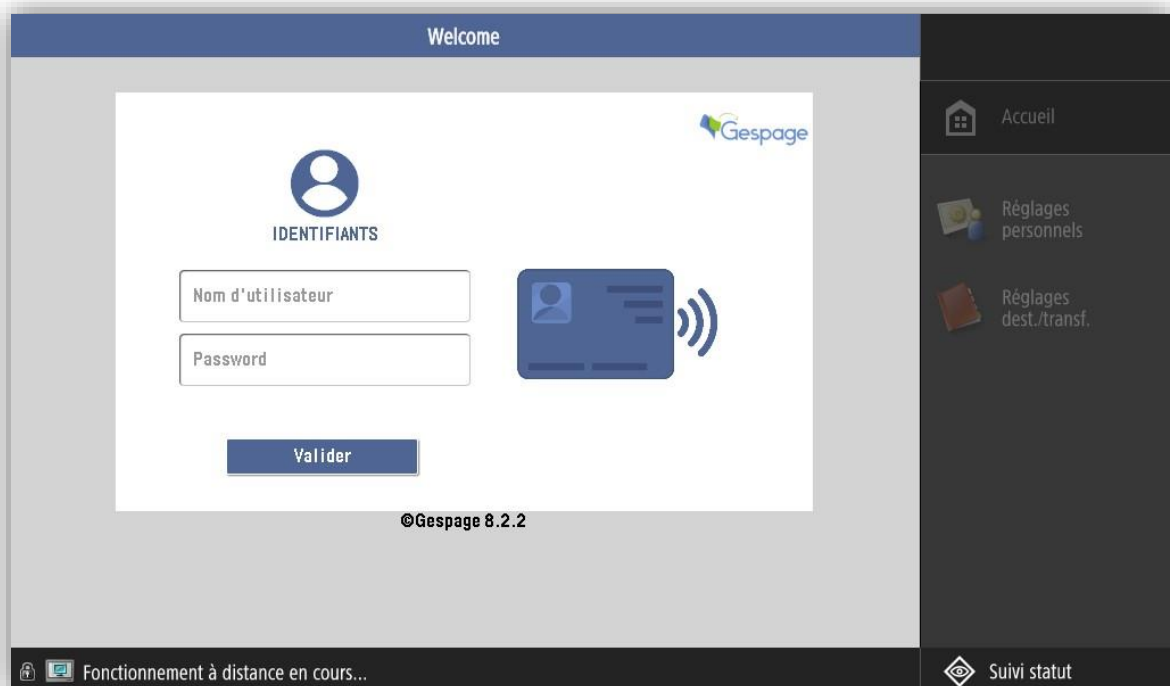 Welcome
Gespage
Accueil
IDENTIFIANTS
Réglages
personnels
Nom d'utilisateur
Réglages
dest./transf.
Password
Valider
©Gespage 8.2.2
Fonctionnement à distance en cours...
Suivi statut